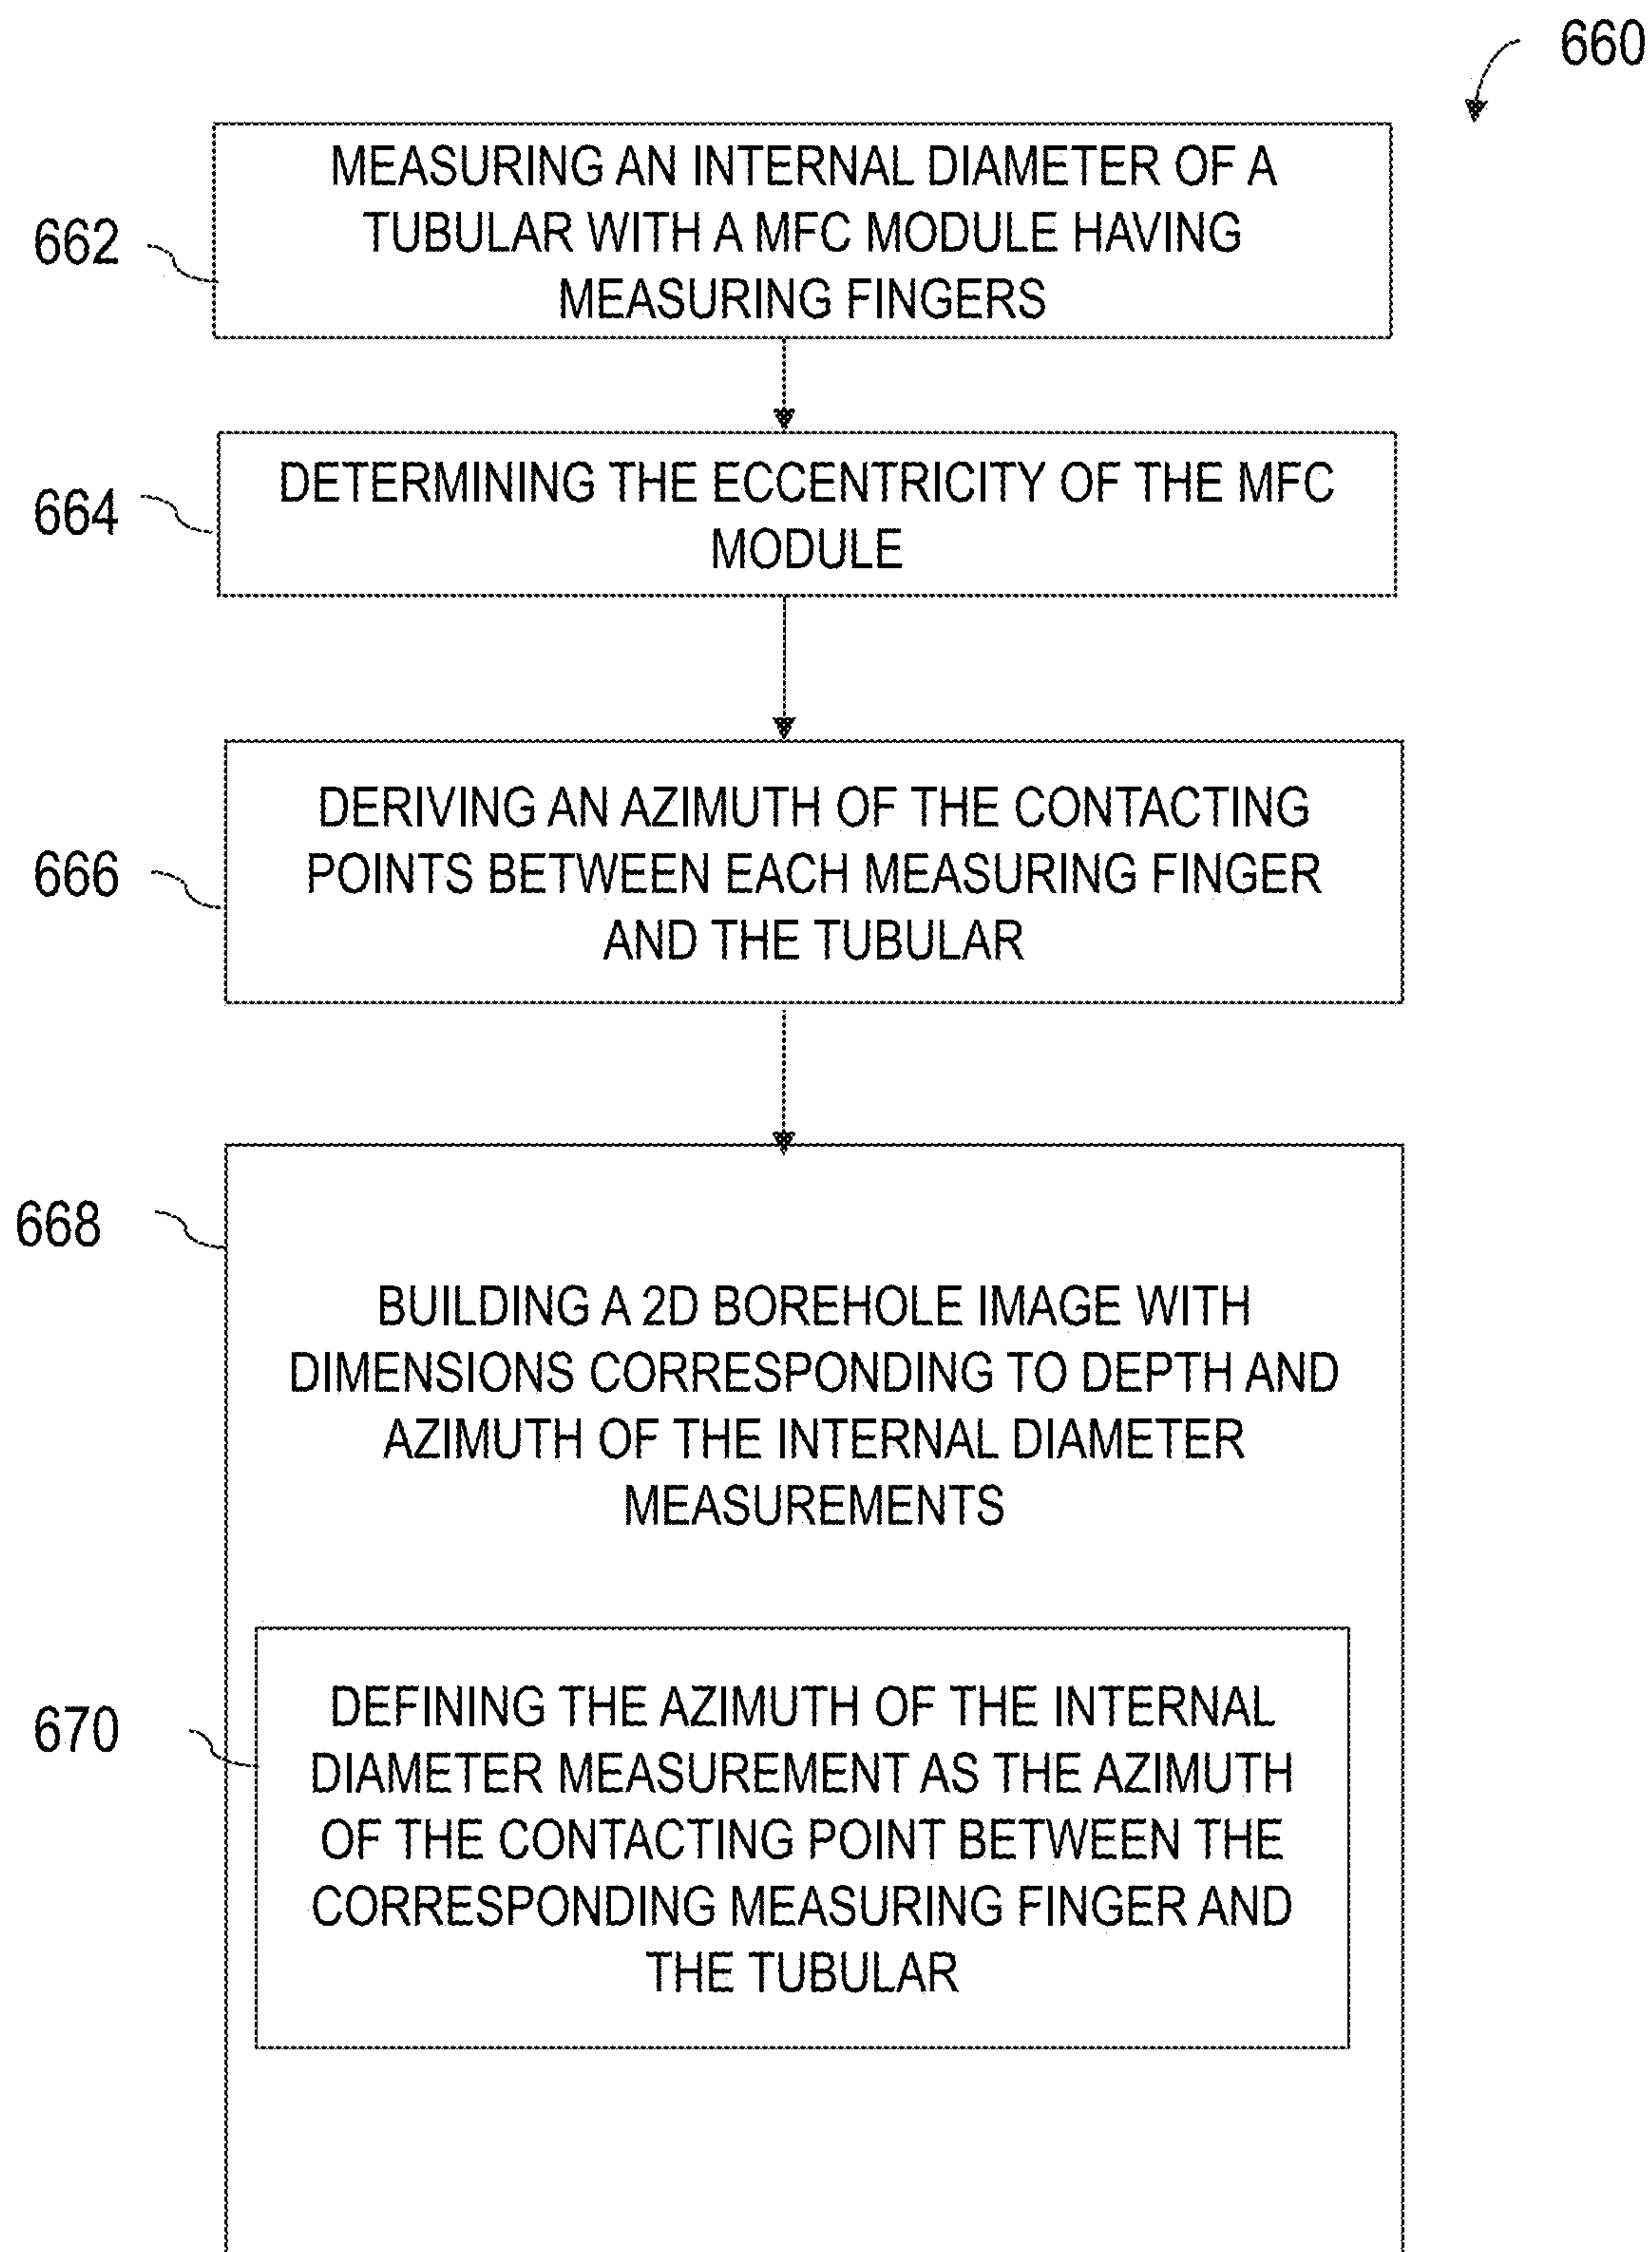 660
662
MEASURING AN INTERNAL DIAMETER OF A
TUBULAR WITH A MFC MODULE HAVING
MEASURING FINGERS
664
DETERMINING THE ECCENTRICITY OF THE MFC
MODULE
666
DERIVING AN AZIMUTH OF THE CONTACTING
POINTS BETWEEN EACH MEASURING FINGER
AND THE TUBULAR
668
BUILDING A 2D BOREHOLE IMAGE WITH
DIMENSIONS CORRESPONDING TO DEPTH AND
AZIMUTH OF THE INTERNAL DIAMETER
MEASUREMENTS
670
DEFINING THE AZIMUTH OF THE INTERNAL
DIAMETER MEASUREMENT AS THE AZIMUTH
OF THE CONTACTING POINT BETWEEN THE
CORRESPONDING MEASURING FINGER AND
THE TUBULAR